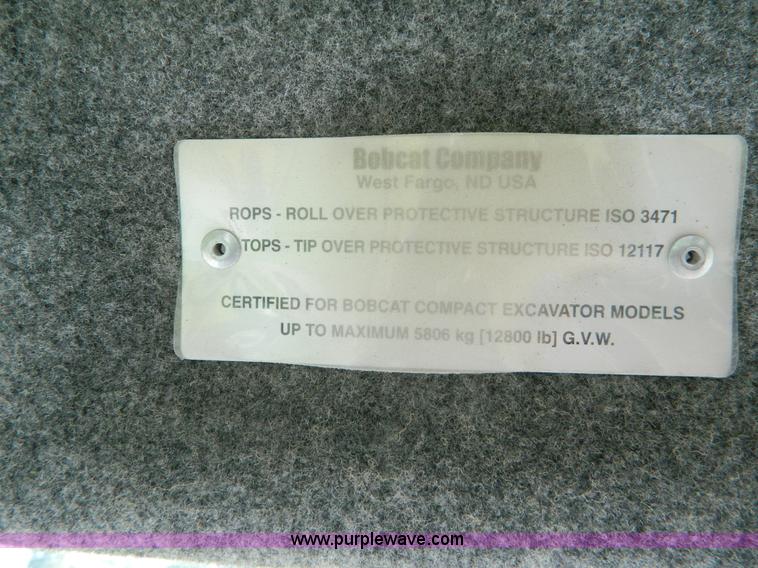 Bobcat Company
West Fargo, ND USA
ROPS - ROLL OVER PROTECTIVE STRUCTURE ISO 3471
TOPS - TIP OVER PROTECTIVE STRUCTURE ISO 12117
CERTIFIED FOR BOBCAT COMPACT EXCAVATOR MODELS
UP TO MAXIMUM 5806 kg [12800 lb] G.V.W.
www.purplewave.com